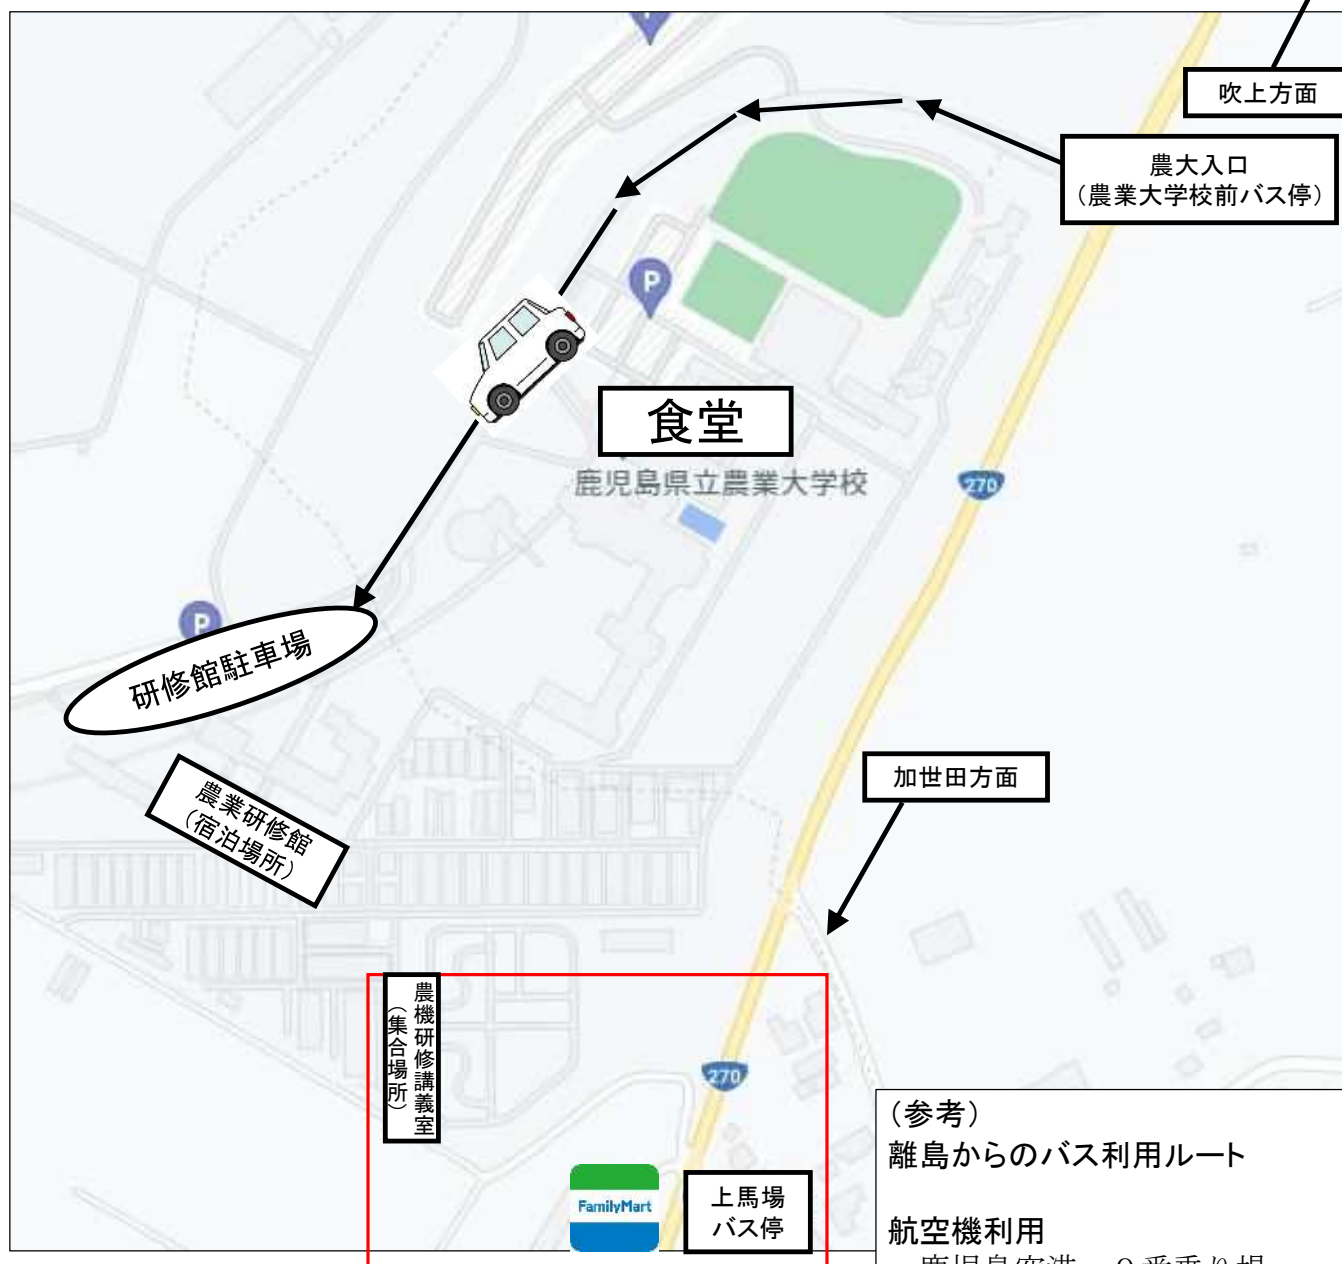 P
吹上方面
農大入口
（農業大学校前バス停）
P
食堂
鹿児島県立農業大学校
270
P
研修館駐車場
加世田方面
農業研修館
（宿泊場所）
農機研修講義室
（集合場所）
270
FamilyMart
上馬場
バス停
（参考）
離島からのバス利用ルート
航空機利用